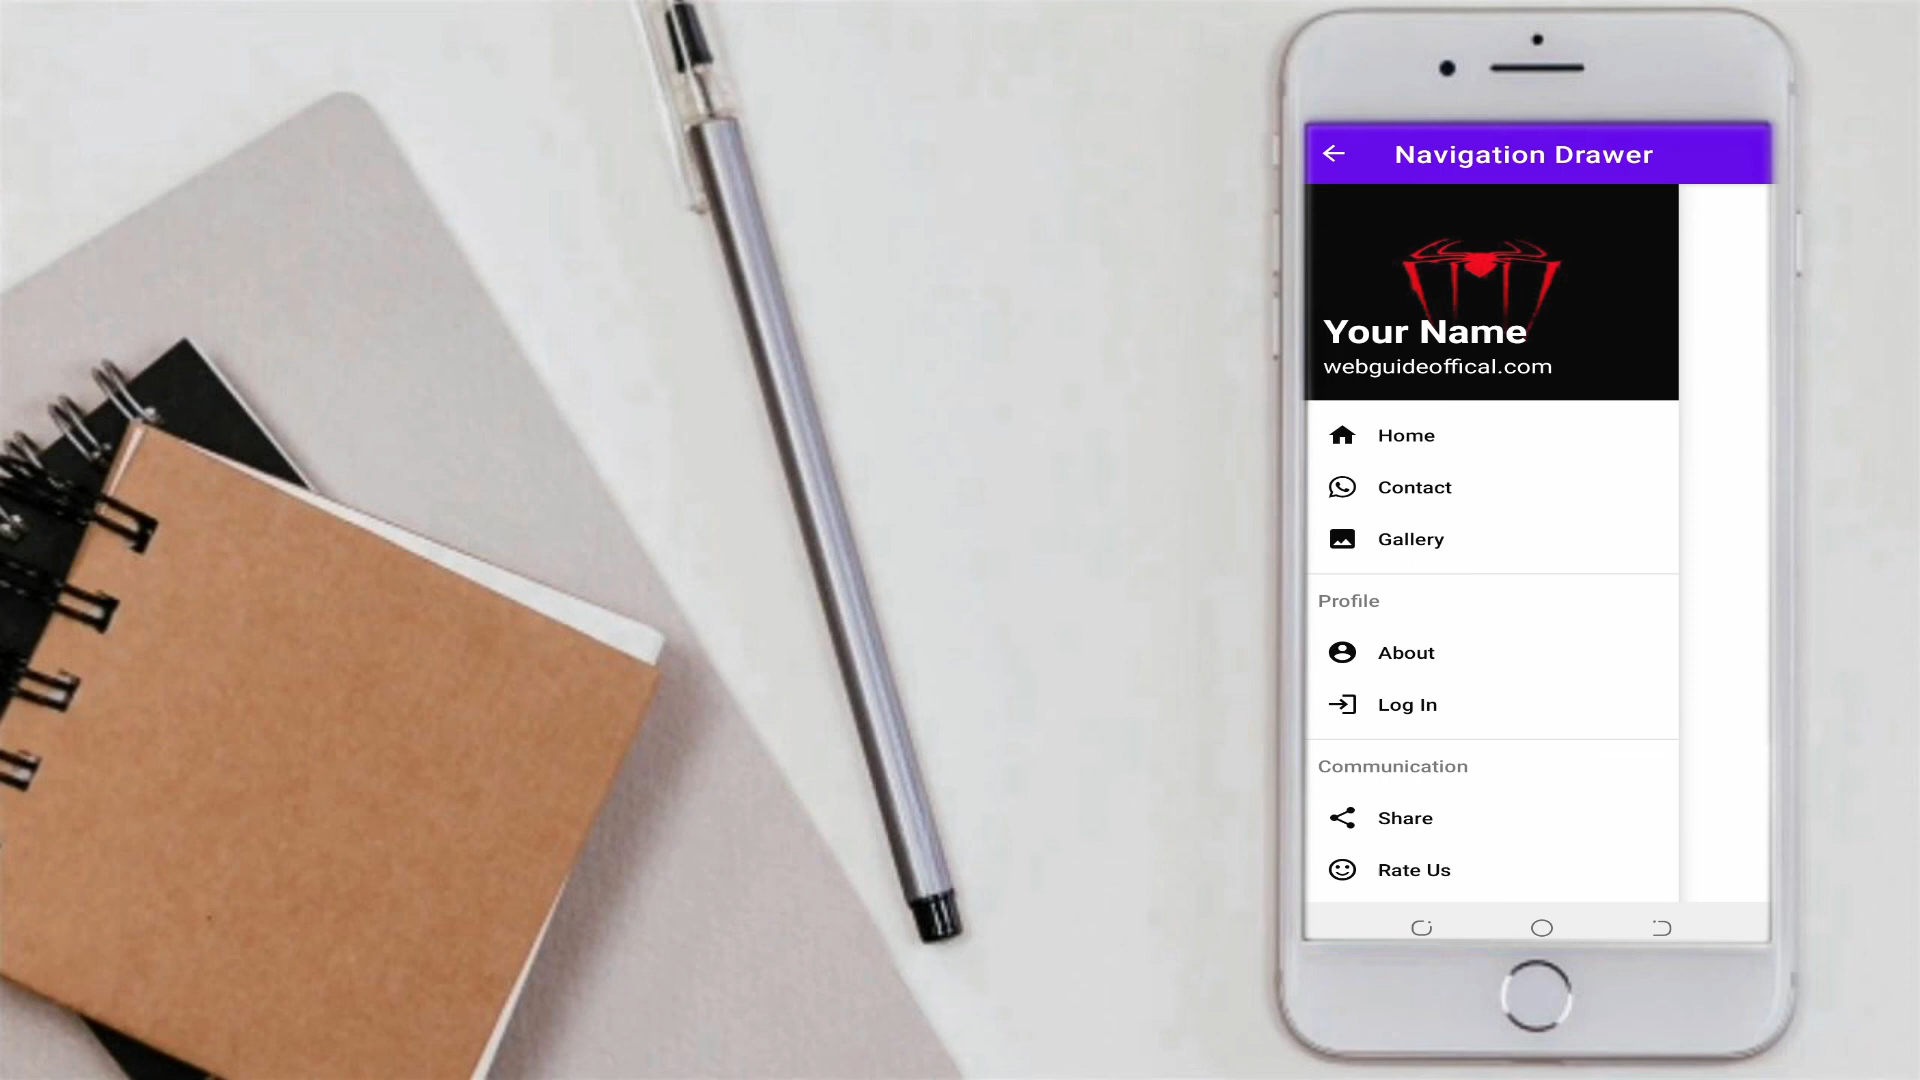 Navigation Drawer
Your Name
webguideoffical.com
Home
Contact
Gallery
Profile
About
Log In
Communication
Share
Rate Us